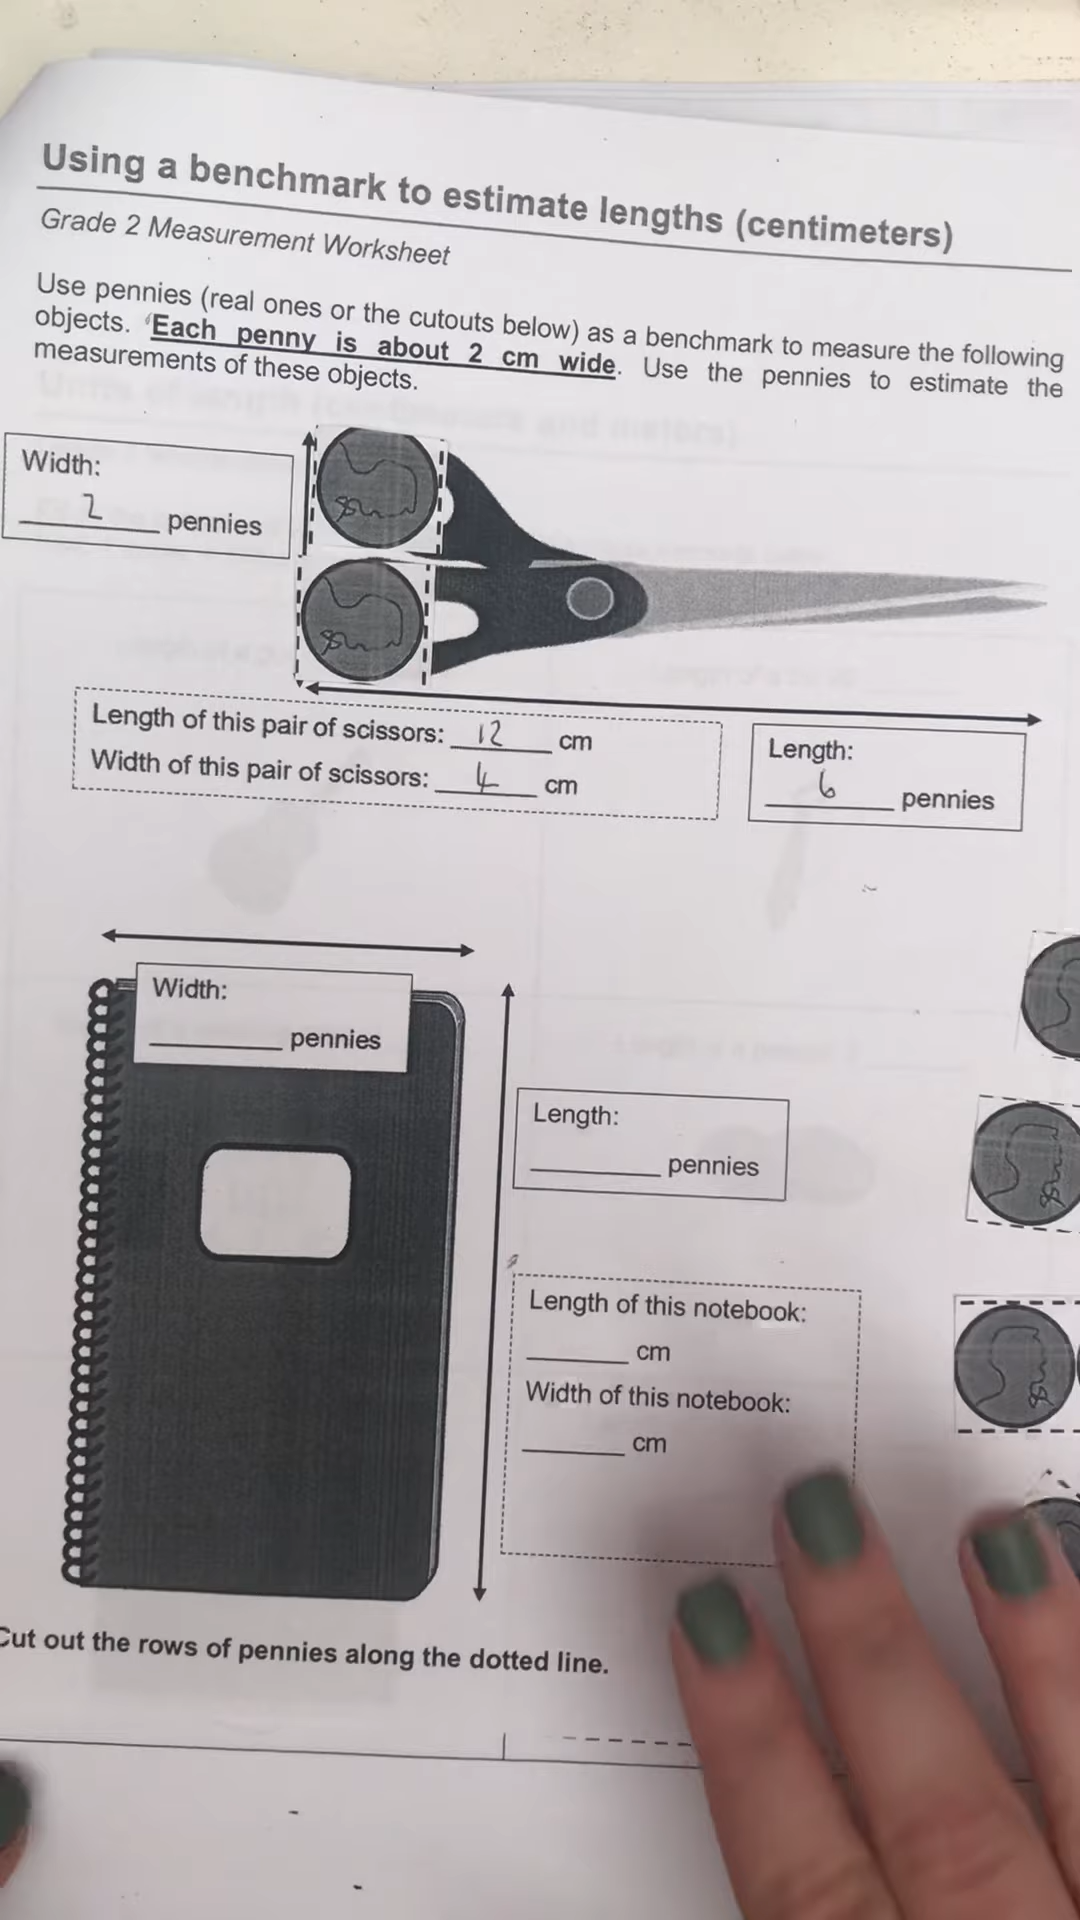 Using a benchmark to estimate lengths (centimeters)
Grade 2 Measurement Worksheet
Use pennies (real ones or the cutouts below) as a benchmark to measure the following
objects. Each penny is about 2 cm wide. Use the pennies to estimate the
measurements of these objects.
Width:
2 pennies
Length of this pair of scissors: 12 cm
Width of this pair of scissors: 4 cm
Length:
6 pennies
Width:
pennies
Length:
pennies
Length of this notebook:
cm
Width of this notebook:
cm
Cut out the rows of pennies along the dotted line.